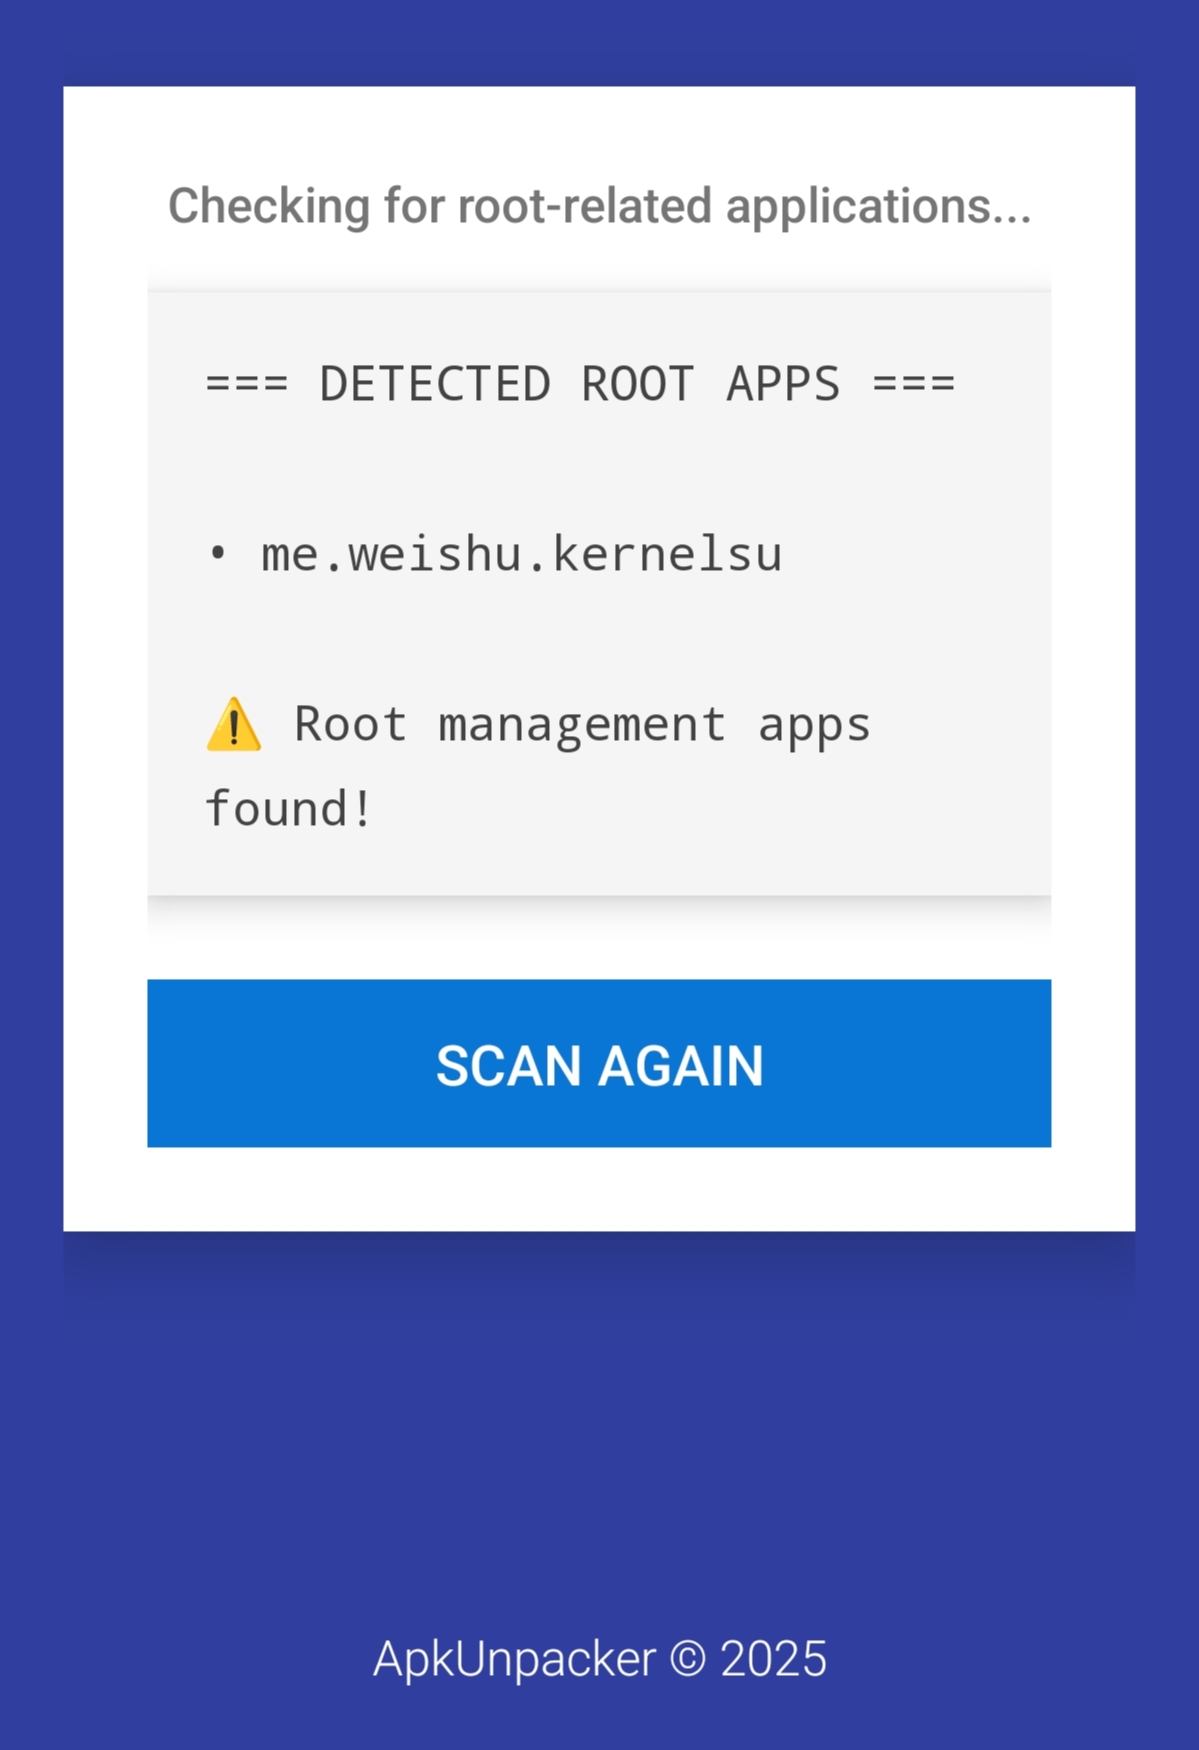 Checking for root-related applications...
=== DETECTED ROOT APPS ===
• me.weishu.kernelsu
⚠️ Root management apps
found!
SCAN AGAIN
ApkUnpacker © 2025